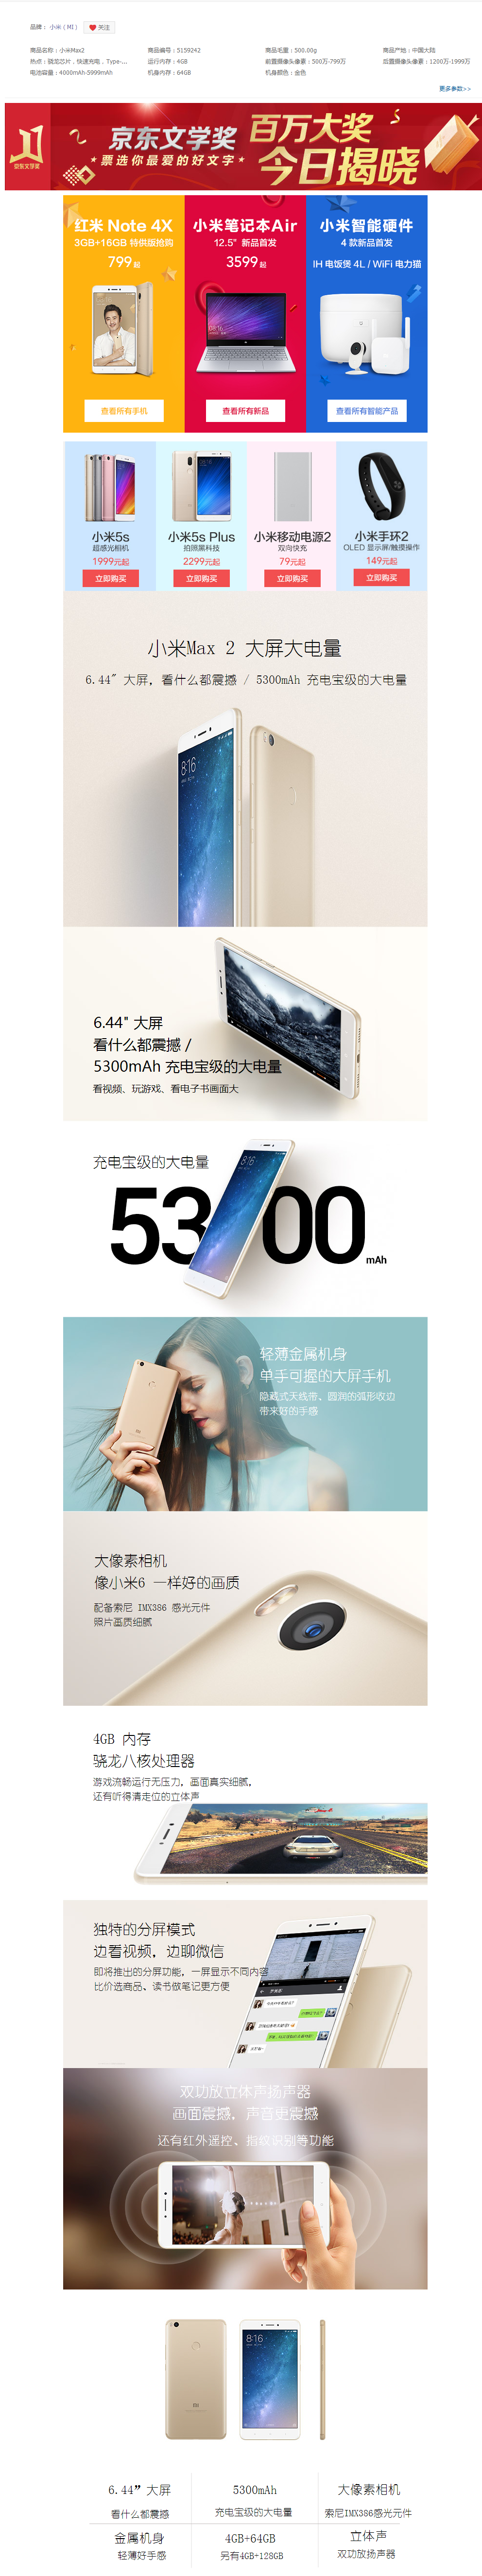 品牌： 小米（MI） 关注
商品名称：小米Max2 商品编号：5159242 商品毛重：500.00g 商品产地：中国大陆
热点：骁龙芯片，快速充电，Type-... 运行内存：4GB 前置摄像头像素：500万-799万 后置摄像头像素：1200万-1999万
电池容量：4000mAh-5999mAh 机身内存：64GB 机身颜色：金色
更多参数>>
京东文学奖
京东文学奖 百万大奖
票选你最爱的好文字 今日揭晓
红米 Note 4X
3GB+16GB 特供版抢购
799起
查看所有手机
小米笔记本Air
12.5" 新品首发
3599起
查看所有新品
小米智能硬件
4 款新品首发
IH 电饭煲 4L / WiFi 电力猫
查看所有智能产品
小米5s
超感光相机
1999元起
立即购买
小米5s Plus
拍照黑科技
2299元起
立即购买
小米移动电源2
双向快充
79元起
立即购买
小米手环2
OLED 显示屏/触摸操作
149元起
立即购买
小米Max 2 大屏大电量
6.44" 大屏，看什么都震撼 / 5300mAh 充电宝级的大电量
8:16
6.44" 大屏
看什么都震撼 /
5300mAh 充电宝级的大电量
看视频、玩游戏、看电子书画面大
充电宝级的大电量
8:16
5300
mAh
轻薄金属机身
单手可握的大屏手机
隐藏式天线带、圆润的弧形收边
带来好的手感
大像素相机
像小米6 一样好的画质
配备索尼 IMX386 感光元件
照片画质细腻
4GB 内存
骁龙八核处理器
游戏流畅运行无压力，画面真实细腻，
还有听得清走位的立体声
独特的分屏模式
边看视频，边聊微信
即将推出的分屏功能，一屏显示不同内容
比价选商品、读书做笔记更方便
双功放立体声扬声器
画面震撼，声音更震撼
还有红外遥控、指纹识别等功能
8:16
6.44” 大屏
看什么都震撼
5300mAh
充电宝级的大电量
大像素相机
索尼IMX386感光元件
金属机身
轻薄好手感
4GB+64GB
另有4GB+128GB
立体声
双功放扬声器